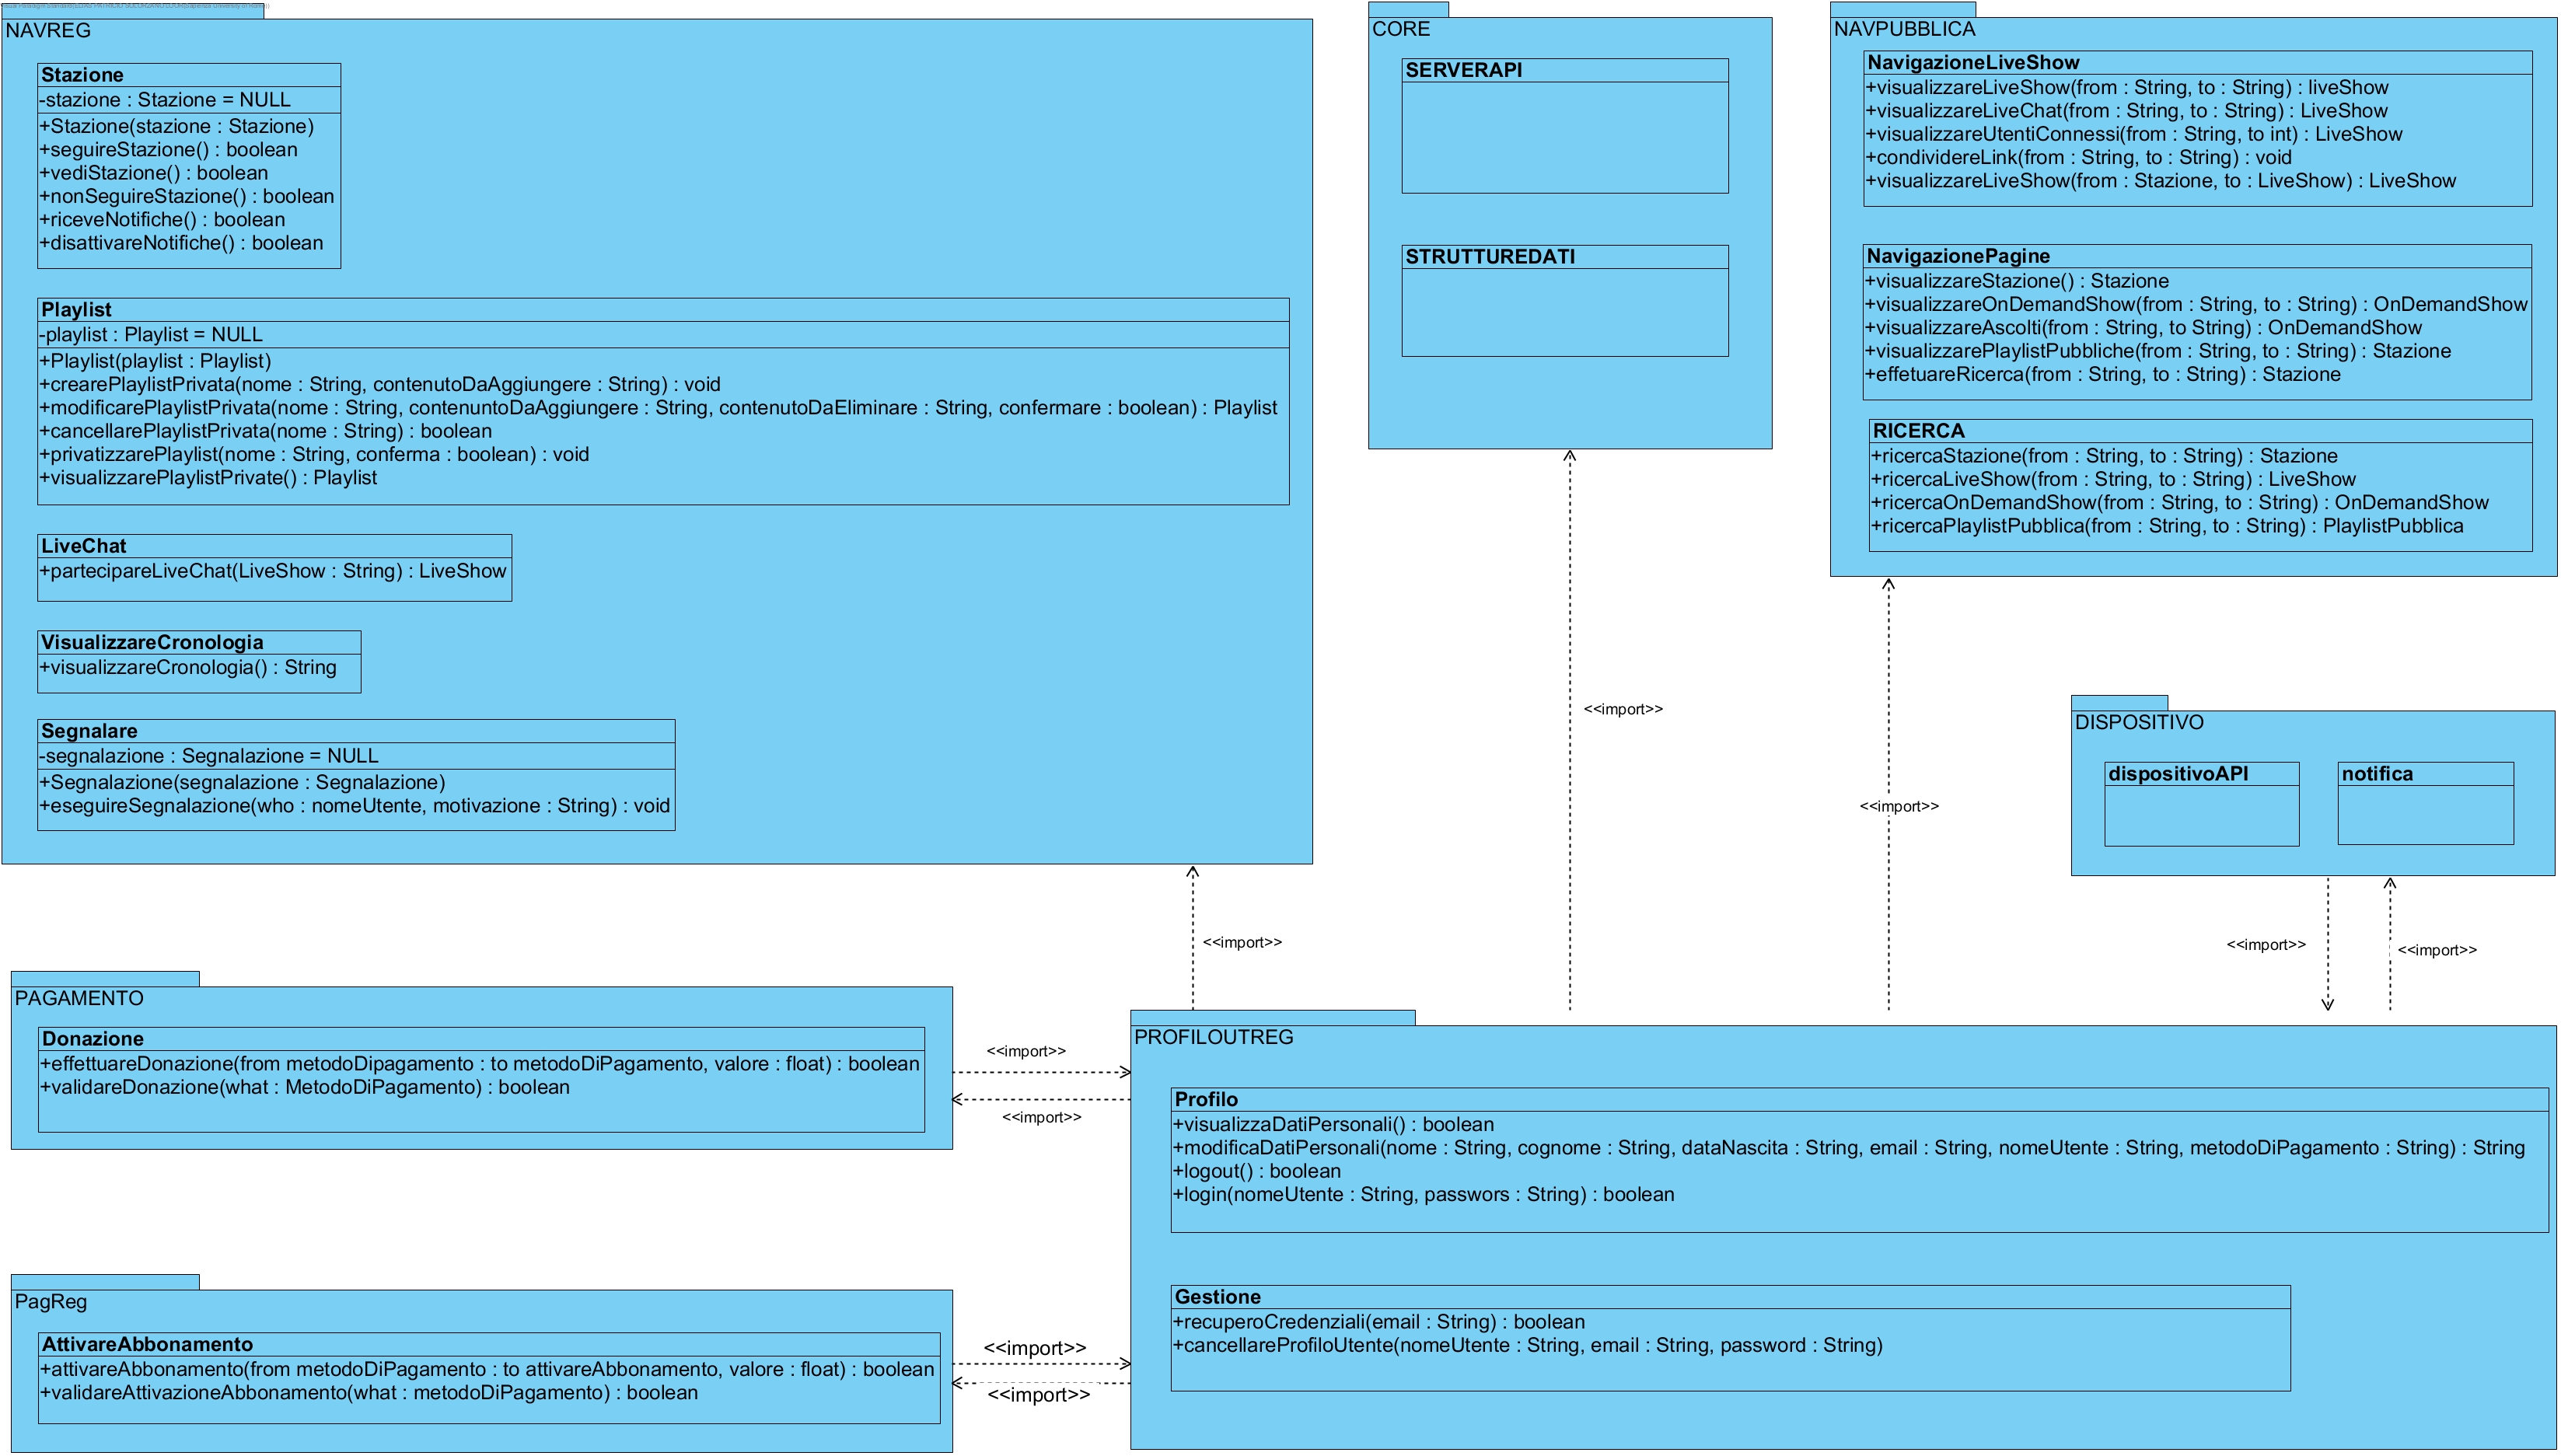 NAVREG
Stazione
-stazione : Stazione = NULL
+Stazione(stazione : Stazione)
+seguireStazione() : boolean
+vediStazione() : boolean
+nonSeguireStazione() : boolean
+riceveNotifiche() : boolean
+disattivareNotifiche() : boolean
Playlist
-playlist : Playlist = NULL
+Playlist(playlist : Playlist)
+crearePlaylistPrivata(nome : String, contenutoDaAggiungere : String) : void
+modificarePlaylistPrivata(nome : String, contenuntoDaAggiungere : String, contenutoDaEliminare : String, confermare : boolean) : Playlist
+cancellarePlaylistPrivata(nome : String) : boolean
+privatizzarePlaylist(nome : String, conferma : boolean) : void
+visualizzarePlaylistPrivate() : Playlist
LiveChat
+partecipareLiveChat(LiveShow : String) : LiveShow
VisualizzareCronologia
+visualizzareCronologia() : String
Segnalare
-segnalazione : Segnalazione = NULL
+Segnalazione(segnalazione : Segnalazione)
+eseguireSegnalazione(who : nomeUtente, motivazione : String) : void
CORE
SERVERAPI
STRUTTUREDATI
NAVPUBBLICA
NavigazioneLiveShow
+visualizzareLiveShow(from : String, to : String) : liveShow
+visualizzareLiveChat(from : String, to : String) : LiveShow
+visualizzareUtentiConnessi(from : String, to int) : LiveShow
+condividereLink(from : String, to : String) : void
+visualizzareLiveShow(from : Stazione, to : LiveShow) : LiveShow
NavigazionePagine
+visualizzareStazione() : Stazione
+visualizzareOnDemandShow(from : String, to : String) : OnDemandShow
+visualizzareAscolti(from : String, to String) : OnDemandShow
+visualizzarePlaylistPubbliche(from : String, to : String) : Stazione
+effetuareRicerca(from : String, to : String) : Stazione
RICERCA
+ricercaStazione(from : String, to : String) : Stazione
+ricercaLiveShow(from : String, to : String) : LiveShow
+ricercaOnDemandShow(from : String, to : String) : OnDemandShow
+ricercaPlaylistPubblica(from : String, to : String) : PlaylistPubblica
<<import>>
<<import>>
DISPOSITIVO
dispositivoAPI
notifica
<<import>>
<<import>>
<<import>>
PAGAMENTO
Donazione
+effettuareDonazione(from metodoDipagamento : to metodoDiPagamento, valore : float) : boolean
+validareDonazione(what : MetodoDiPagamento) : boolean
<<import>>
<<import>>
PROFILOUTREG
Profilo
+visualizzaDatiPersonali() : boolean
+modificaDatiPersonali(nome : String, cognome : String, dataNascita : String, email : String, nomeUtente : String, metodoDiPagamento : String) : String
+logout() : boolean
+login(nomeUtente : String, passwors : String) : boolean
Gestione
+recuperoCredenziali(email : String) : boolean
+cancellareProfiloUtente(nomeUtente : String, email : String, password : String)
PagReg
AttivareAbbonamento
+attivareAbbonamento(from metodoDiPagamento : to attivareAbbonamento, valore : float) : boolean
+validareAttivazioneAbbonamento(what : metodoDiPagamento) : boolean
<<import>>
<<import>>